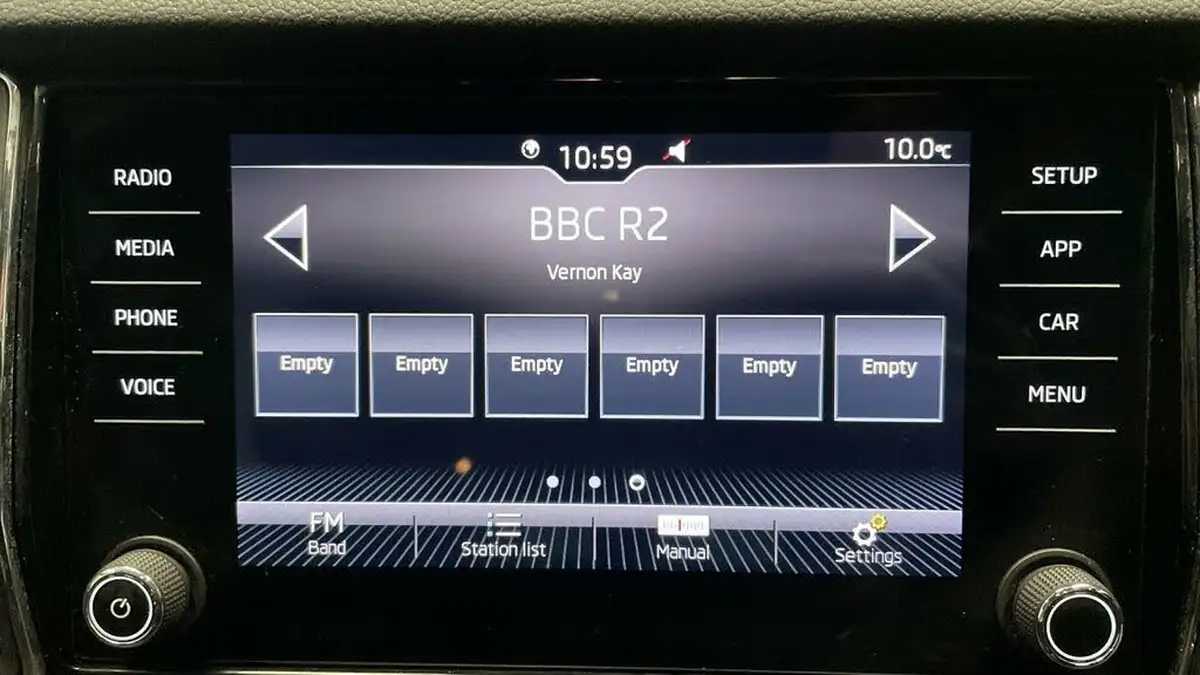 RADIO
MEDIA
PHONE
VOICE
10:59
10.0°C
BBC R2
Vernon Kay
Empty Empty Empty Empty Empty Empty
FM
Band
Station list
Manual
Settings
SETUP
APP
CAR
MENU